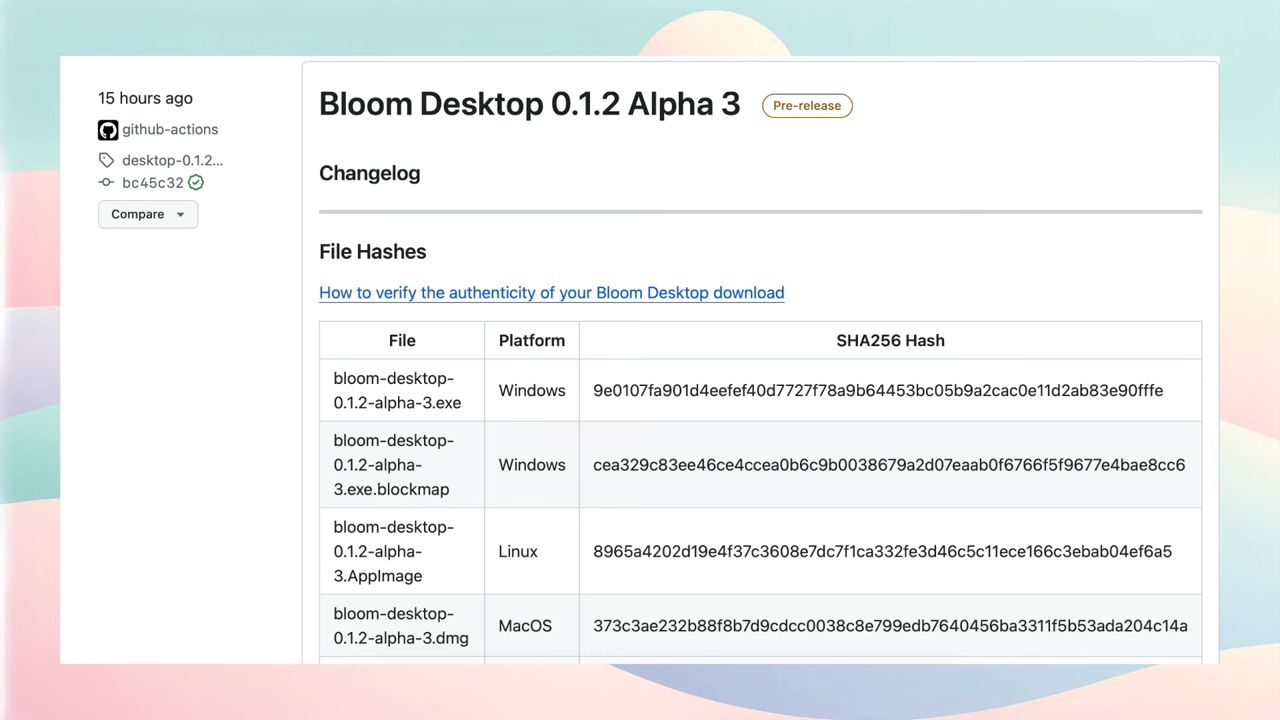 15 hours ago
github-actions
desktop-0.1.2...
bc45c32
Compare
Bloom Desktop 0.1.2 Alpha 3 Pre-release
Changelog
File Hashes
How to verify the authenticity of your Bloom Desktop download
File Platform SHA256 Hash
bloom-desktop-
0.1.2-alpha-3.exe
Windows
9e0107fa901d4eefef40d7727f78a9b64453bc05b9a2cac0e11d2ab83e90fffe
bloom-desktop-
0.1.2-alpha-
3.exe.blockmap
Windows
cea329c83ee46ce4ccea0b6c9b0038679a2d07eaab0f6766f5f9677e4bae8cc6
bloom-desktop-
0.1.2-alpha-
3.AppImage
Linux
8965a4202d19e4f37c3608e7dc7f1ca332fe3d46c5c11ece166c3ebab04ef6a5
bloom-desktop-
0.1.2-alpha-3.dmg
MacOS
373c3ae232b88f8b7d9cdcc0038c8e799edb7640456ba3311f5b53ada204c14a